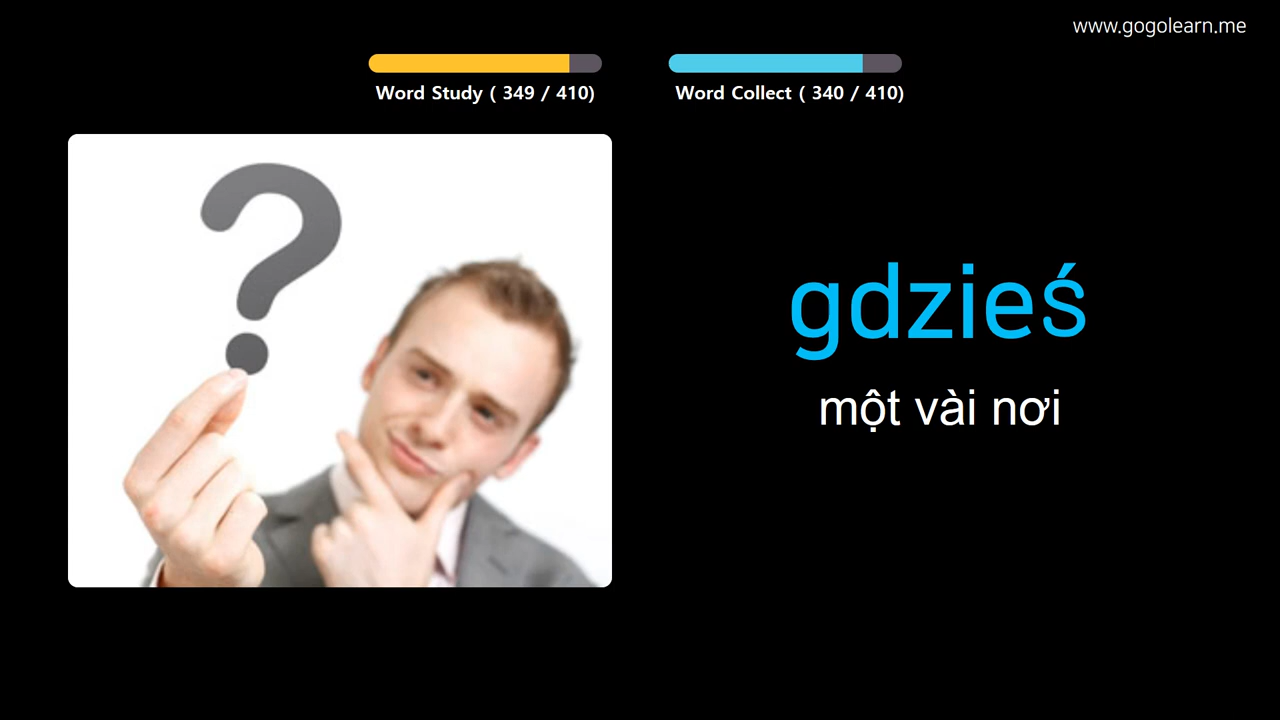 www.gogolearn.me
Word Study ( 349 / 410)
Word Collect ( 340 / 410)
gdzieś
một vài nơi